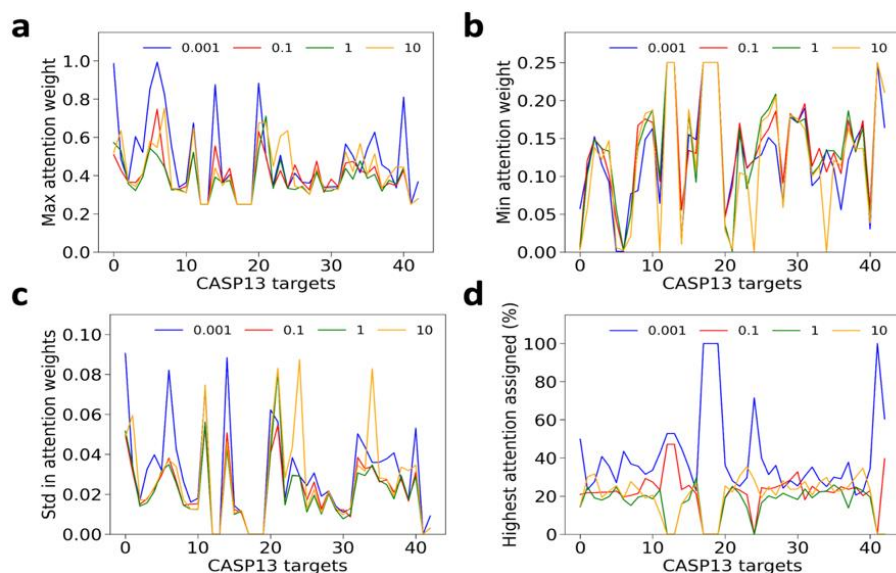 a
0.001 0.1 1 10
Max attention weight
1.0
0.8
0.6
0.4
0.2
0.0
0 10 20 30 40
CASP13 targets
b
0.001 0.1 1 10
Min attention weight
0.25
0.20
0.15
0.10
0.05
0.00
0 10 20 30 40
CASP13 targets
c
0.001 0.1 1 10
Std in attention weights
0.10
0.08
0.06
0.04
0.02
0.00
0 10 20 30 40
CASP13 targets
d
0.001 0.1 1 10
Highest attention assigned (%)
100
80
60
40
20
0
0 10 20 30 40
CASP13 targets